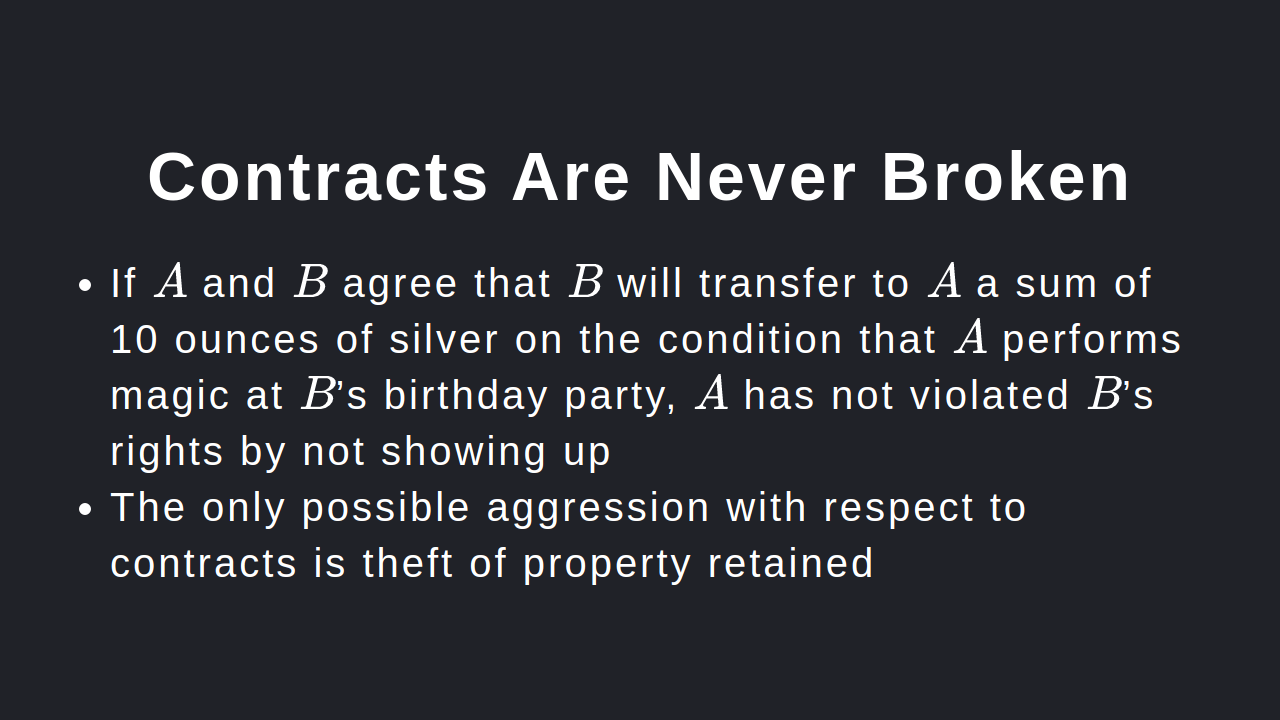 Contracts Are Never Broken
• If A and B agree that B will transfer to A a sum of
10 ounces of silver on the condition that A performs
magic at B’s birthday party, A has not violated B’s
rights by not showing up
• The only possible aggression with respect to
contracts is theft of property retained